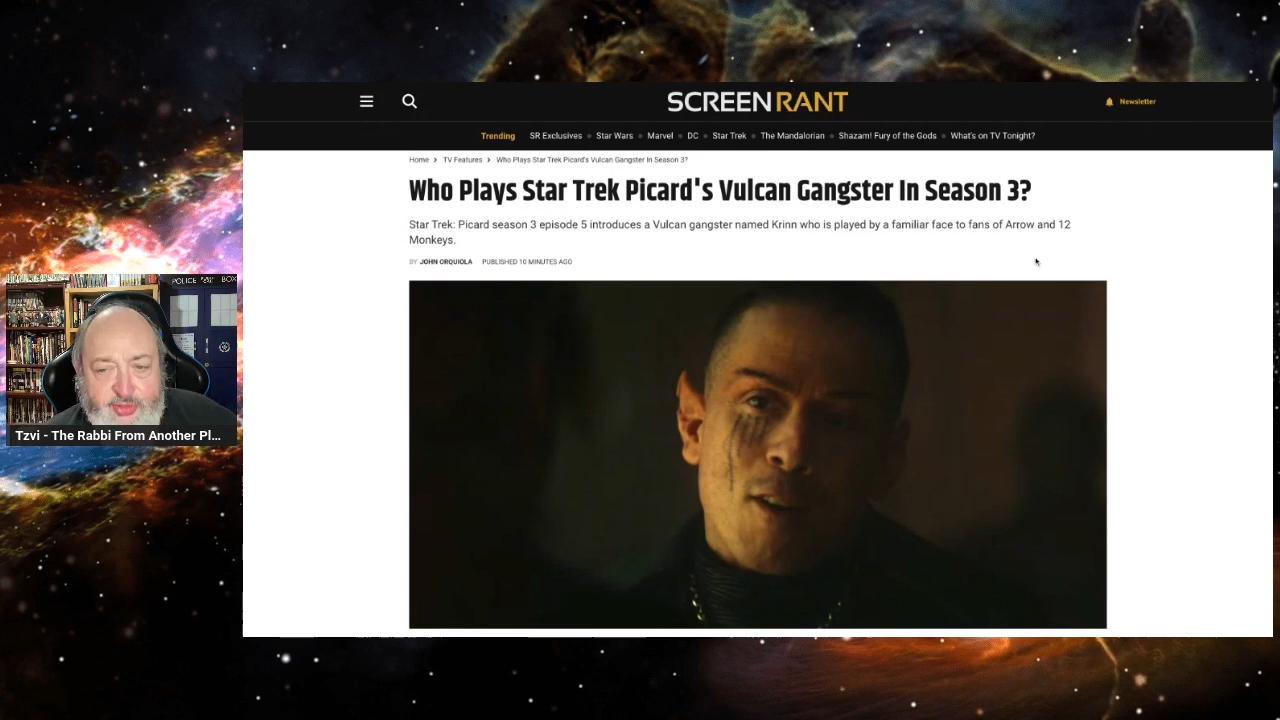 SCREENRANT
Newsletter
Trending SR Exclusives Star Wars Marvel DC Star Trek The Mandalorian Shazam! Fury of the Gods What's on TV Tonight?
Home > TV Features > Who Plays Star Trek Picard's Vulcan Gangster In Season 3?
Who Plays Star Trek Picard's Vulcan Gangster In Season 3?
Star Trek: Picard season 3 episode 5 introduces a Vulcan gangster named Krinn who is played by a familiar face to fans of Arrow and 12
Monkeys.
BY JOHN ORQUIOLA PUBLISHED 10 MINUTES AGO
POLICE BOX
Tzvi - The Rabbi From Another Pl...